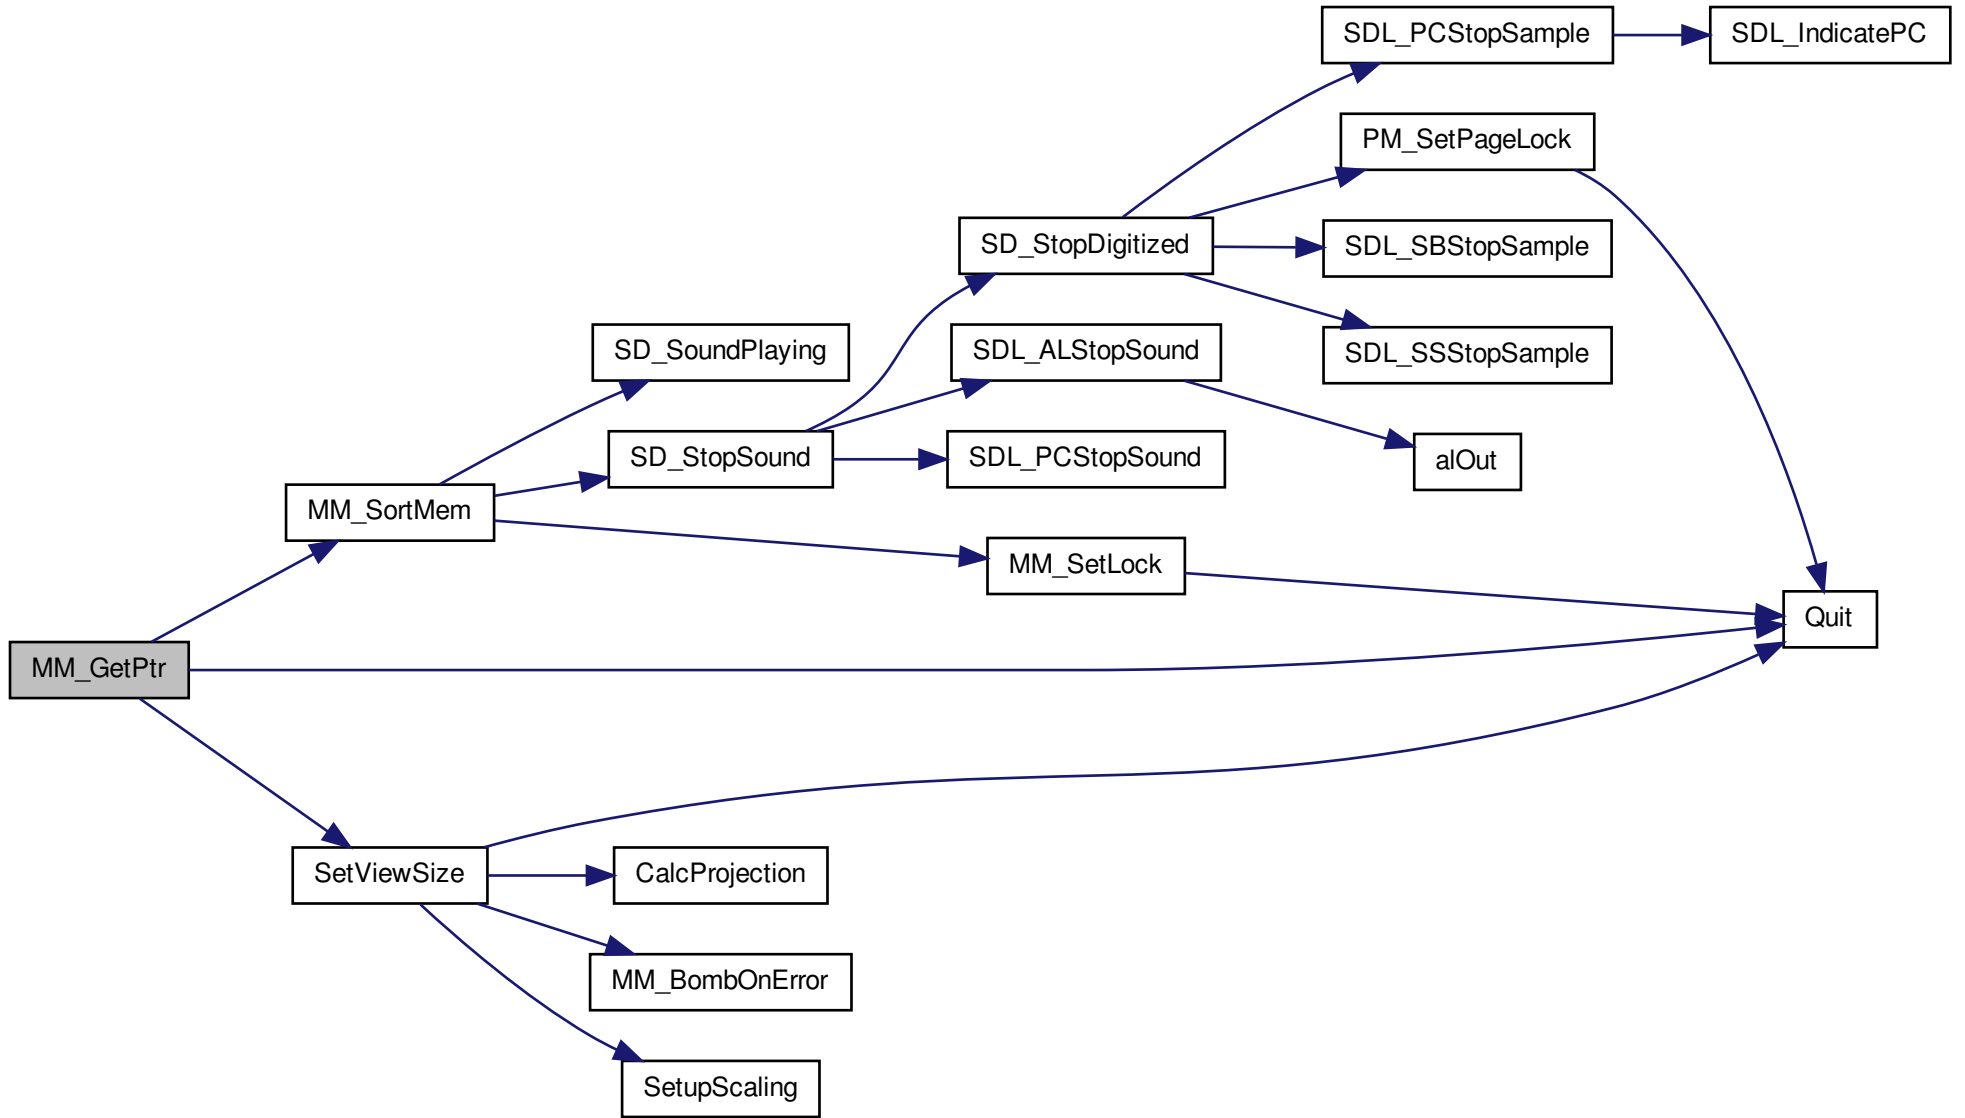 SDL_PCStopSample
SDL_IndicatePC
PM_SetPageLock
SD_StopDigitized
SDL_SBStopSample
SD_SoundPlaying
SDL_ALStopSound
SDL_SSStopSample
SD_StopSound
SDL_PCStopSound
alOut
MM_SortMem
MM_SetLock
Quit
MM_GetPtr
SetViewSize
CalcProjection
MM_BombOnError
SetupScaling